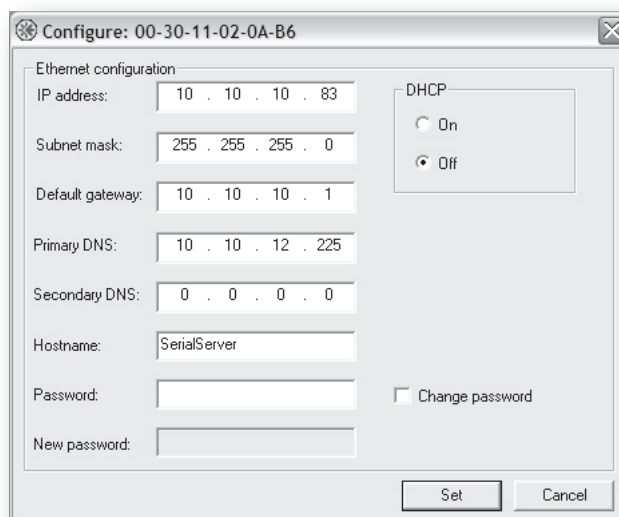 Configure: 00-30-11-02-0A-B6
Ethernet configuration
IP address: 10 . 10 . 10 . 83
DHCP
On
Subnet mask: 255 . 255 . 255 . 0
Off
Default gateway: 10 . 10 . 10 . 1
Primary DNS: 10 . 10 . 12 . 225
Secondary DNS: 0 . 0 . 0 . 0
Hostname: SerialServer
Password:
Change password
New password:
Set
Cancel